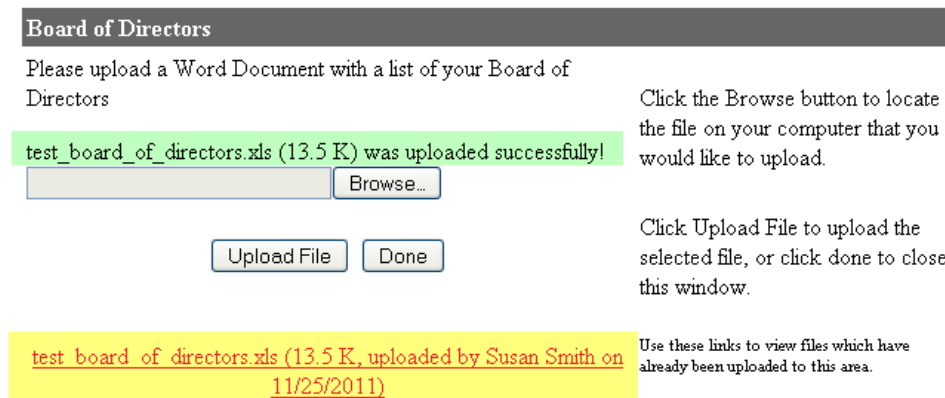 Board of Directors
Please upload a Word Document with a list of your Board of
Directors
test_board_of_directors.xls (13.5 K) was uploaded successfully!
Browse...
Upload File
Done
test_board_of_directors.xls (13.5 K, uploaded by Susan Smith on
11/25/2011)
Click the Browse button to locate
the file on your computer that you
would like to upload.
Click Upload File to upload the
selected file, or click done to close
this window.
Use these links to view files which have
already been uploaded to this area.